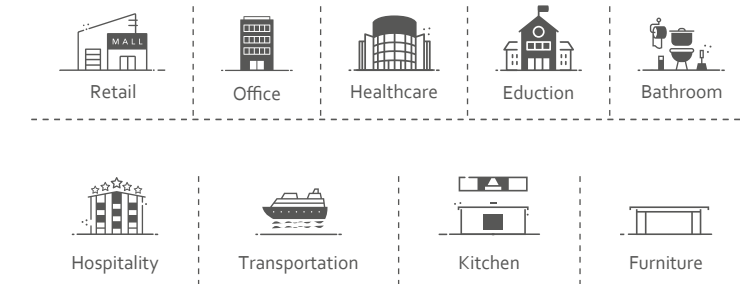 MALL
Retail
Office
Healthcare
Eduction
Bathroom
Hospitality
Transportation
Kitchen
Furniture